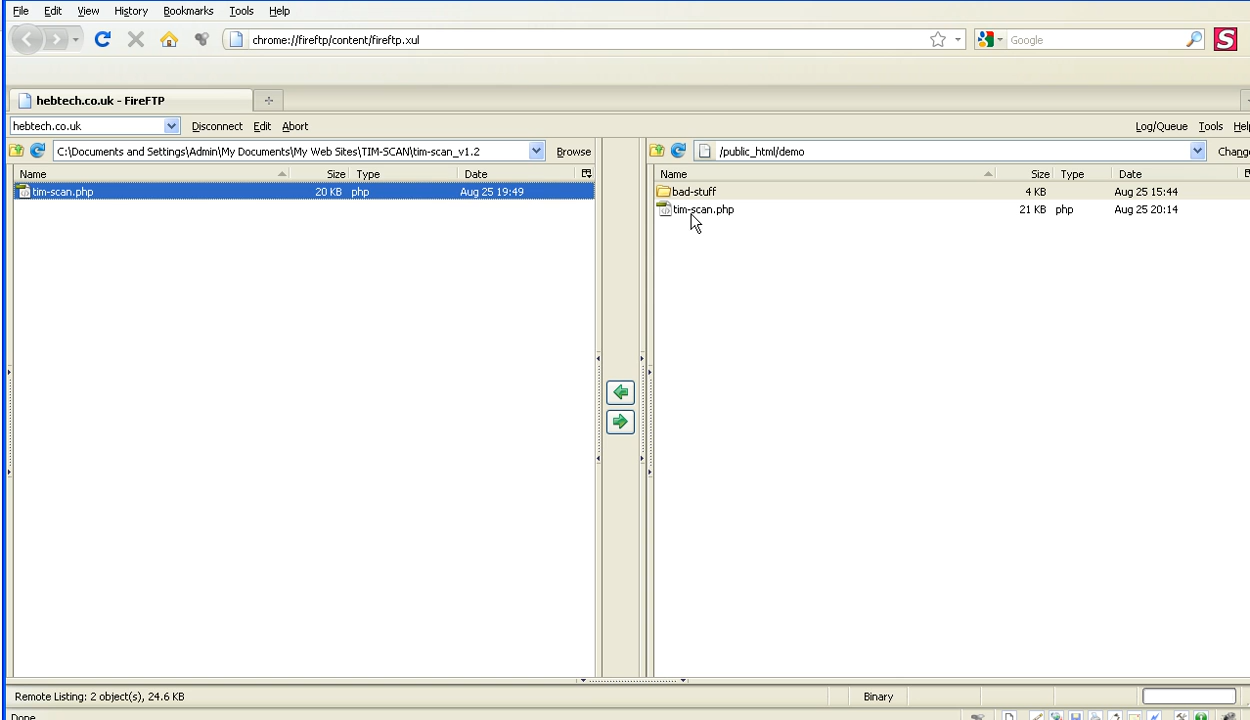 File Edit View History Bookmarks Tools Help
chrome://fireftp/content/fireftp.xul
Google
S
hebtech.co.uk - FireFTP
hebtech.co.uk Disconnect Edit Abort Log/Queue Tools Help
C:\Documents and Settings\Admin\My Documents\My Web Sites\TIM-SCAN\tim-scan_v1.2 Browse
/public_html/demo Change
Name Size Type Date
tim-scan.php 20 KB php Aug 25 19:49
Name Size Type Date
bad-stuff 4 KB Aug 25 15:44
tim-scan.php 21 KB php Aug 25 20:14
Remote Listing: 2 object(s), 24.6 KB Binary
Done